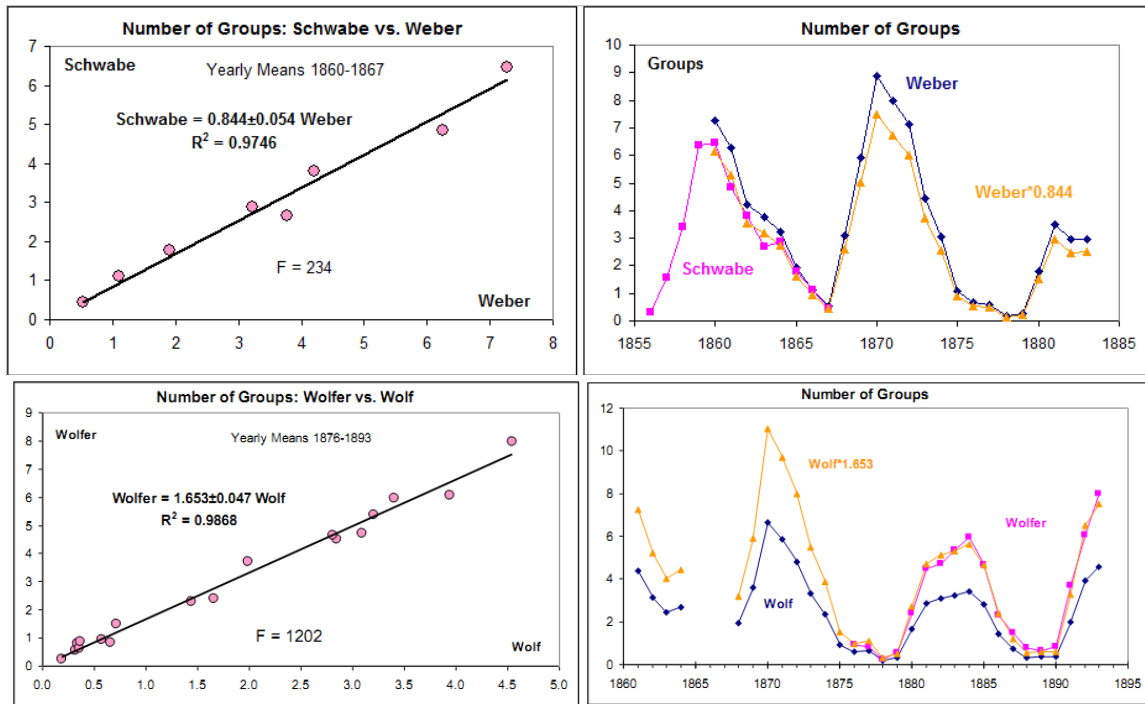 Number of Groups: Schwabe vs. Weber
7
6
5
4
3
2
1
0
Schwabe
Yearly Means 1860-1867
Schwabe = 0.844±0.054 Weber
R² = 0.9746
F = 234
Weber
0 1 2 3 4 5 6 7 8
Number of Groups
10
9
8
7
6
5
4
3
2
1
0
Groups
Weber
Weber*0.844
Schwabe
1855 1860 1865 1870 1875 1880 1885
Number of Groups: Wolfer vs. Wolf
9
8
7
6
5
4
3
2
1
0
Wolfer
Yearly Means 1876-1893
Wolfer = 1.653±0.047 Wolf
R² = 0.9868
F = 1202
Wolf
0.0 0.5 1.0 1.5 2.0 2.5 3.0 3.5 4.0 4.5 5.0
Number of Groups
12
10
8
6
4
2
0
Wolf*1.653
Wolfer
Wolf
1860 1865 1870 1875 1880 1885 1890 1895